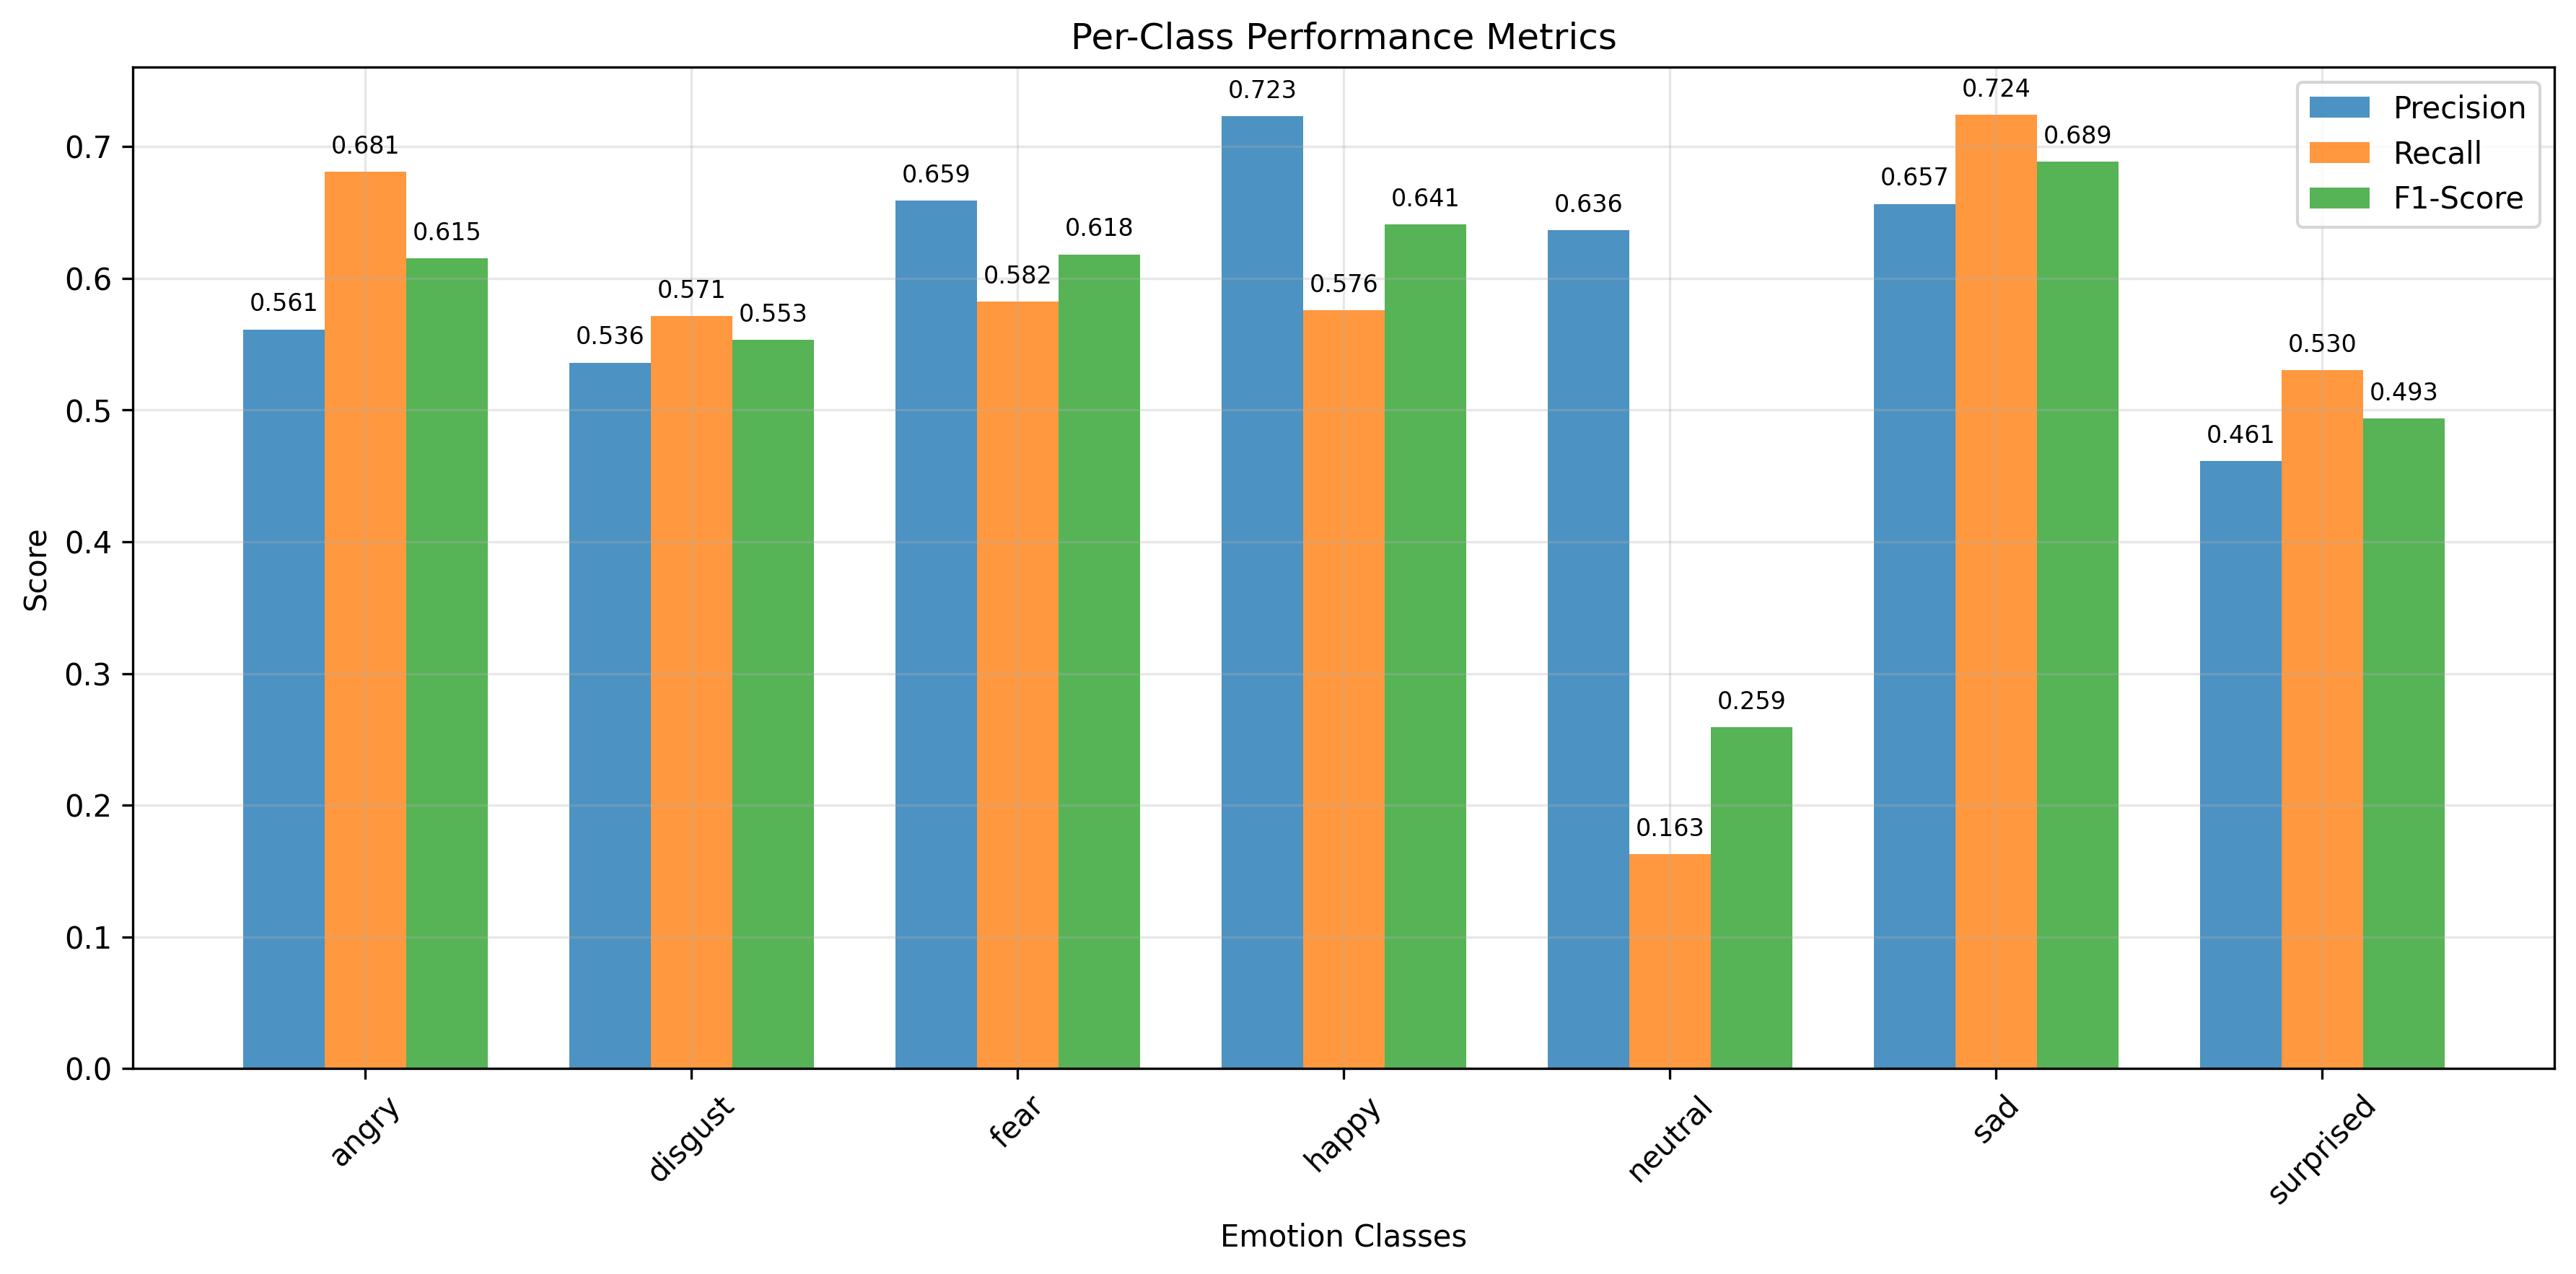 Per-Class Performance Metrics
Precision
Recall
F1-Score
0.561
0.681
0.615
0.536
0.571
0.553
0.659
0.582
0.618
0.723
0.576
0.641
0.636
0.163
0.259
0.657
0.724
0.689
0.461
0.530
0.493
Score
0.7
0.6
0.5
0.4
0.3
0.2
0.1
0.0
angry
disgust
fear
happy
neutral
sad
surprised
Emotion Classes